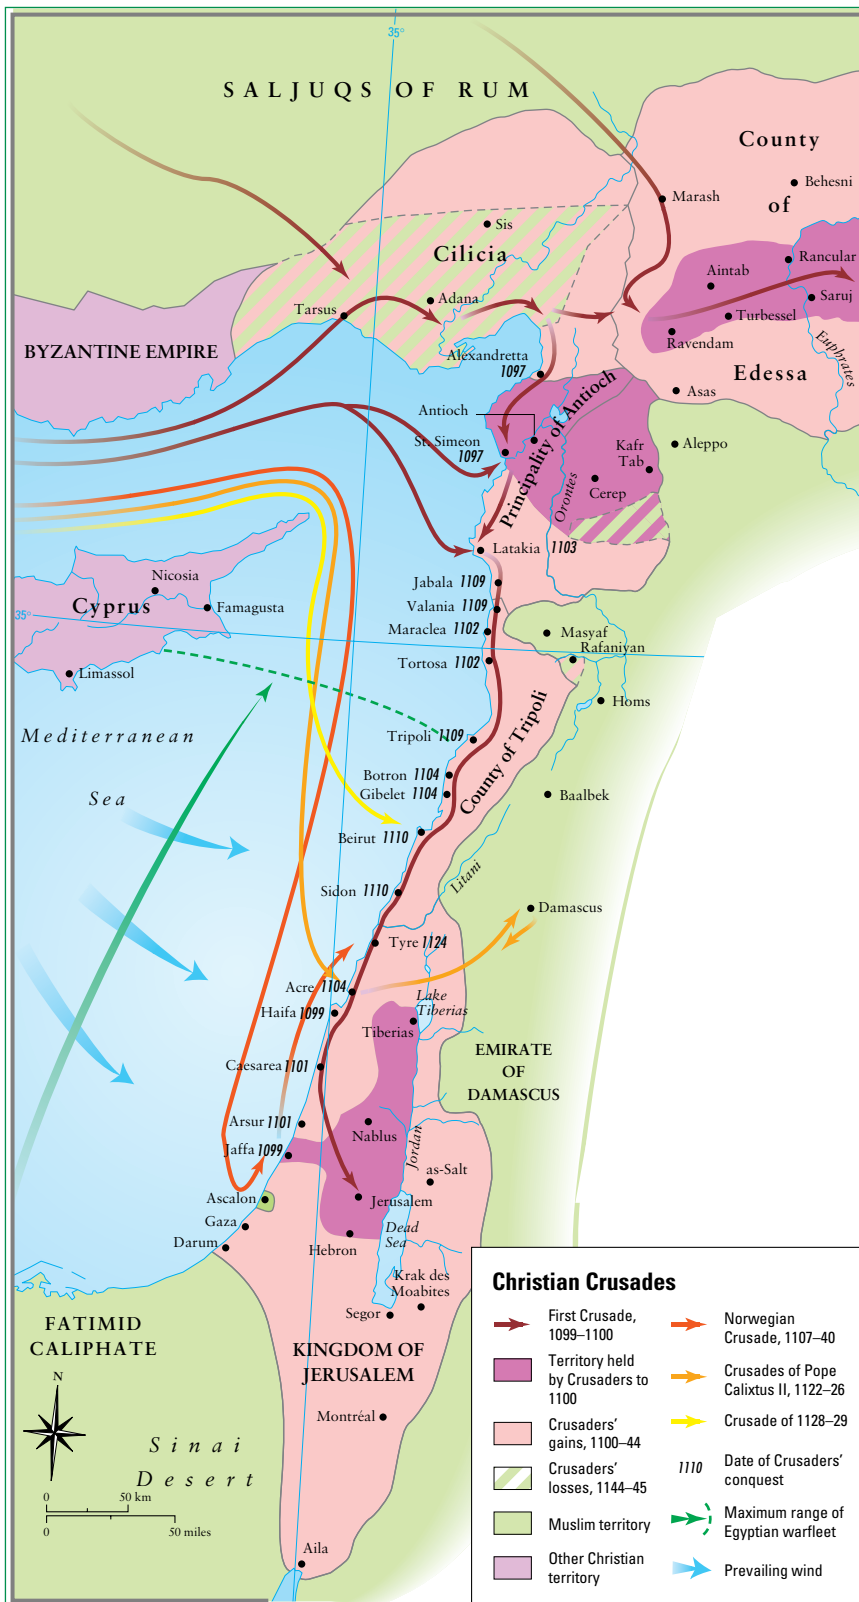 35°
SALJUQS OF RUM
County
of
Edessa
Behesni
Marash
Sis
Cilicia
Rancular
Aintab
Saruj
Adana
Tarsus
Turbessel
Ravendam
Euphrates
BYZANTINE EMPIRE
Alexandretta
1097
Asas
Antioch
Principality of Antioch
St. Simeon
1097
Kafr
Tab
Aleppo
Cerep
Orontes
Latakia 1103
Nicosia
Jabala 1109
Cyprus
Famagusta
Valania 1109
35°
Maraclea 1102
Masyaf
Rafaniyan
Tortosa 1102
Limassol
Homs
Mediterranean
Sea
Tripoli 1109
County of Tripoli
Botron 1104
Gibelet 1104
Baalbek
Beirut 1110
Litani
Sidon 1110
Damascus
Tyre 1124
Acre 1104
Lake
Tiberias
Haifa 1099
Tiberias
EMIRATE
OF
DAMASCUS
Caesarea 1101
Arsur 1101
Nablus
Jordan
Jaffa 1099
as-Salt
Ascalon
Jerusalem
Gaza
Dead
Sea
Darum
Hebron
Krak des
Moabites
Segor
FATIMID
CALIPHATE
KINGDOM OF
JERUSALEM
N
Montréal
Sinai
Desert
0 50 km
0 50 miles
Aila
Christian Crusades
First Crusade,
1099–1100
Territory held
by Crusaders to
1100
Crusaders'
gains, 1100–44
Crusaders'
losses, 1144–45
Muslim territory
Other Christian
territory
Norwegian
Crusade, 1107–40
Crusades of Pope
Calixtus II, 1122–26
Crusade of 1128–29
1110
Date of Crusaders'
conquest
Maximum range of
Egyptian warfleet
Prevailing wind